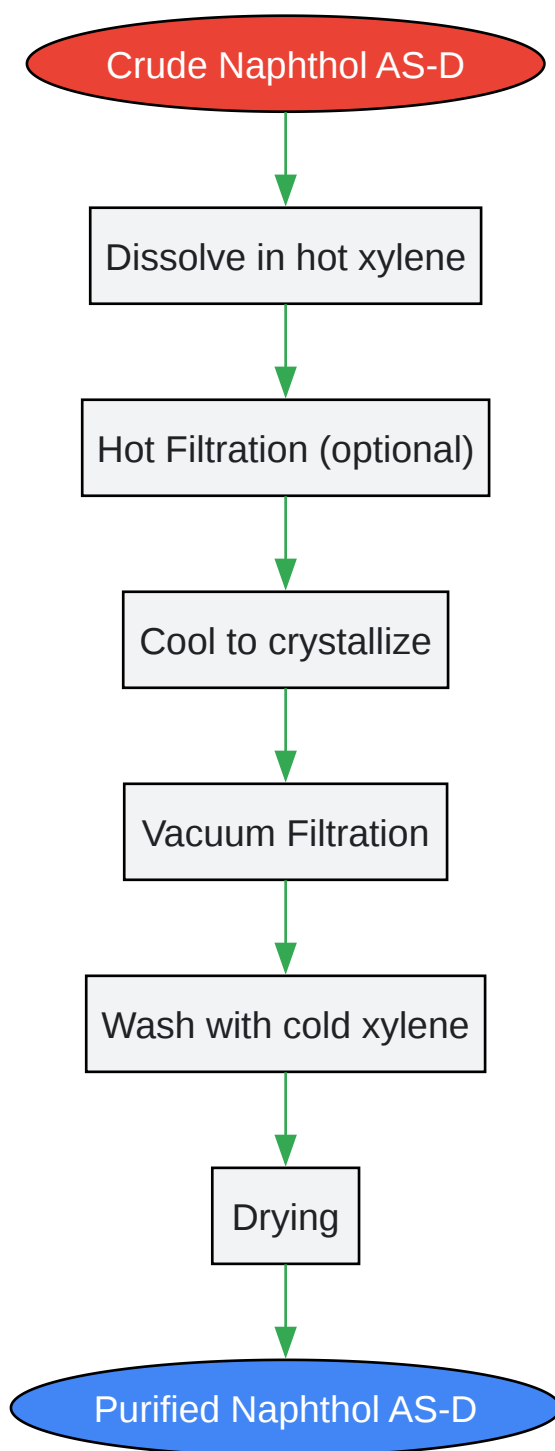 Crude Naphthol AS-D
Dissolve in hot xylene
Hot Filtration (optional)
Cool to crystallize
Vacuum Filtration
Wash with cold xylene
Drying
Purified Naphthol AS-D